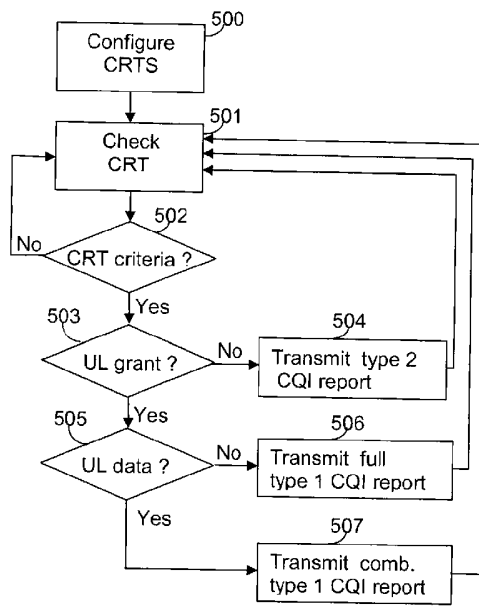 500
Configure
CRTS
501
Check
CRT
502
No
CRT criteria ?
Yes
503
UL grant ?
No
504
Transmit type 2
CQI report
Yes
505
UL data ?
No
506
Transmit full
type 1 CQI report
Yes
507
Transmit comb.
type 1 CQI report